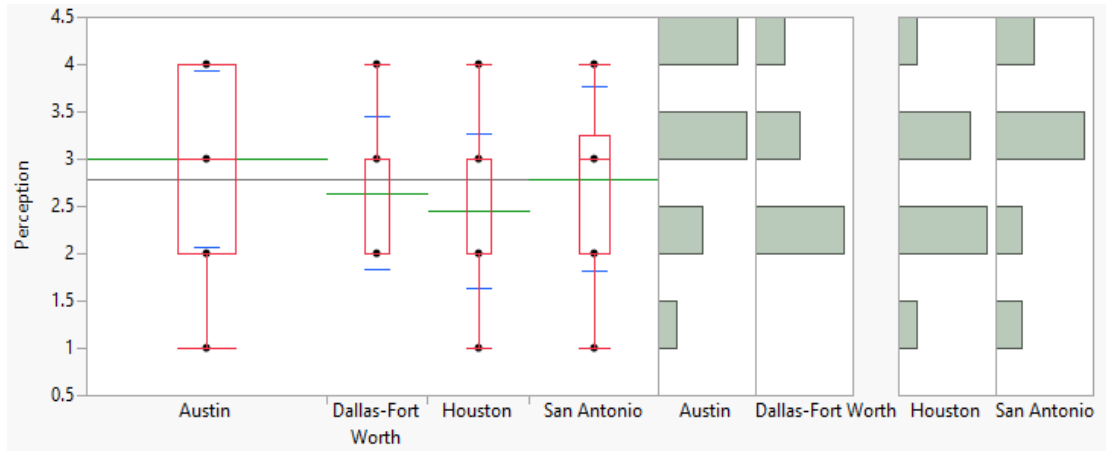 Perception
4.5
4
3.5
3
2.5
2
1.5
1
0.5
Austin
Dallas-Fort
Worth
Houston
San Antonio
Austin
Dallas-Fort Worth
Houston
San Antonio